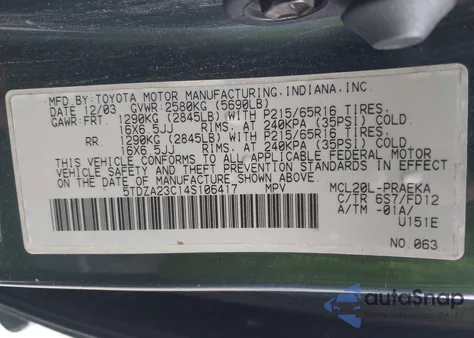 MFD.BY:TOYOTA MOTOR MANUFACTURING,INDIANA,INC.
DATE 12/03 GVWR:2580KG (5690LB)
GAWR:FRT 1290KG (2845LB) WITH P215/65R16 TIRES,
16X6.5JJ RIMS, AT 240KPA (35PSI) COLD.
RR 1290KG (2845LB) WITH P215/65R16 TIRES,
16X6.5JJ RIMS, AT 240KPA (35PSI) COLD.
THIS VEHICLE CONFORMS TO ALL APPLICABLE FEDERAL MOTOR
VEHICLE SAFETY AND THEFT PREVENTION STANDARDS IN EFFECT ON
THE DATE OF MANUFACTURE SHOWN ABOVE.
5TDZA23C14S106417 MPV MCL20L-PRAEKA
C/TR 6S7/FD12
A/TM -01A/
U151E
NO.063
autoSnap